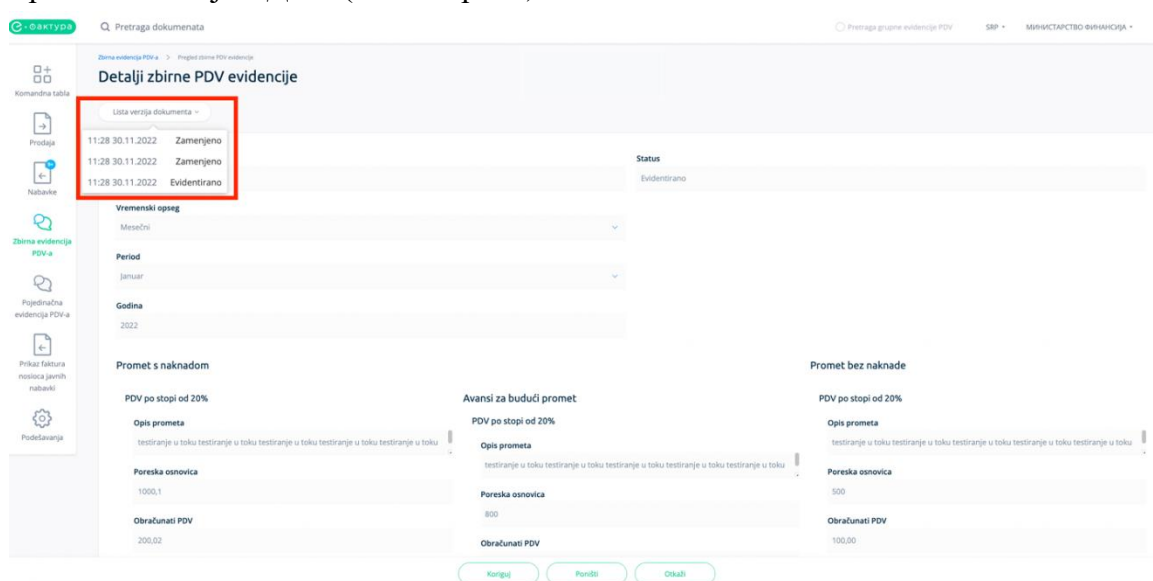 е-фактура
Pretraga dokumenata
Pretraga grupne evidencije PDV
SRP
МИНИСТАРСТВО ФИНАНСИЈА
Zbirna evidencija PDV-a > Pregled zbirne PDV evidencije
Detalji zbirne PDV evidencije
Komandna tabla
Prodaja
Nabavke
Zbirna evidencija
PDV-a
Pojedinačna
evidencija PDV-a
Prikaz faktura
nosioca javnih
nabavki
Podešavanja
Lista verzija dokumenta
11:28 30.11.2022 Zamenjeno
11:28 30.11.2022 Zamenjeno
11:28 30.11.2022 Evidentirano
Status
Evidentirano
Vremenski opseg
Mesečni
Period
Januar
Godina
2022
Promet s naknadom
PDV po stopi od 20%
Opis prometa
testiranje u toku testiranje u toku testiranje u toku testiranje u toku
Poreska osnovica
1000,1
Obračunati PDV
200,02
Avansi za budući promet
PDV po stopi od 20%
Opis prometa
testiranje u toku testiranje u toku testiranje u toku testiranje u toku
Poreska osnovica
800
Obračunati PDV
Promet bez naknade
PDV po stopi od 20%
Opis prometa
testiranje u toku testiranje u toku testiranje u toku testiranje u toku
Poreska osnovica
500
Obračunati PDV
100,00
Koriguj
Poništi
Otkaži